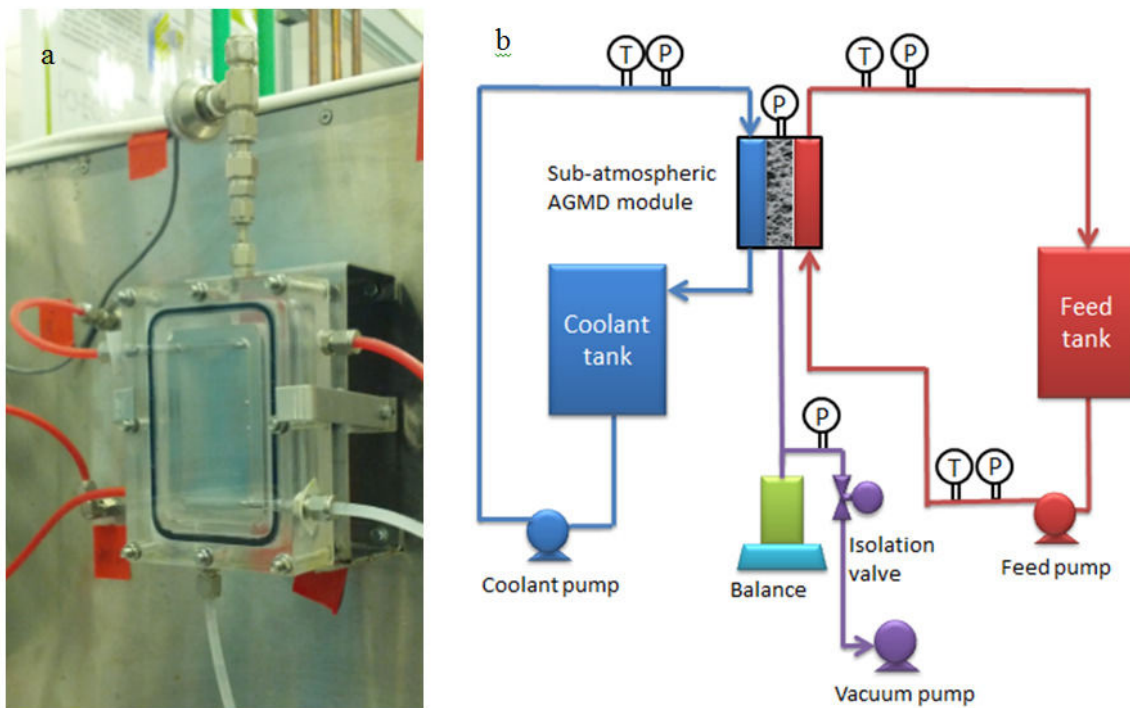 a
b
T
P
T
P
P
Sub-atmospheric
AGMD module
Coolant
tank
Feed
tank
P
T
P
Coolant pump
Balance
Isolation
valve
Feed pump
Vacuum pump